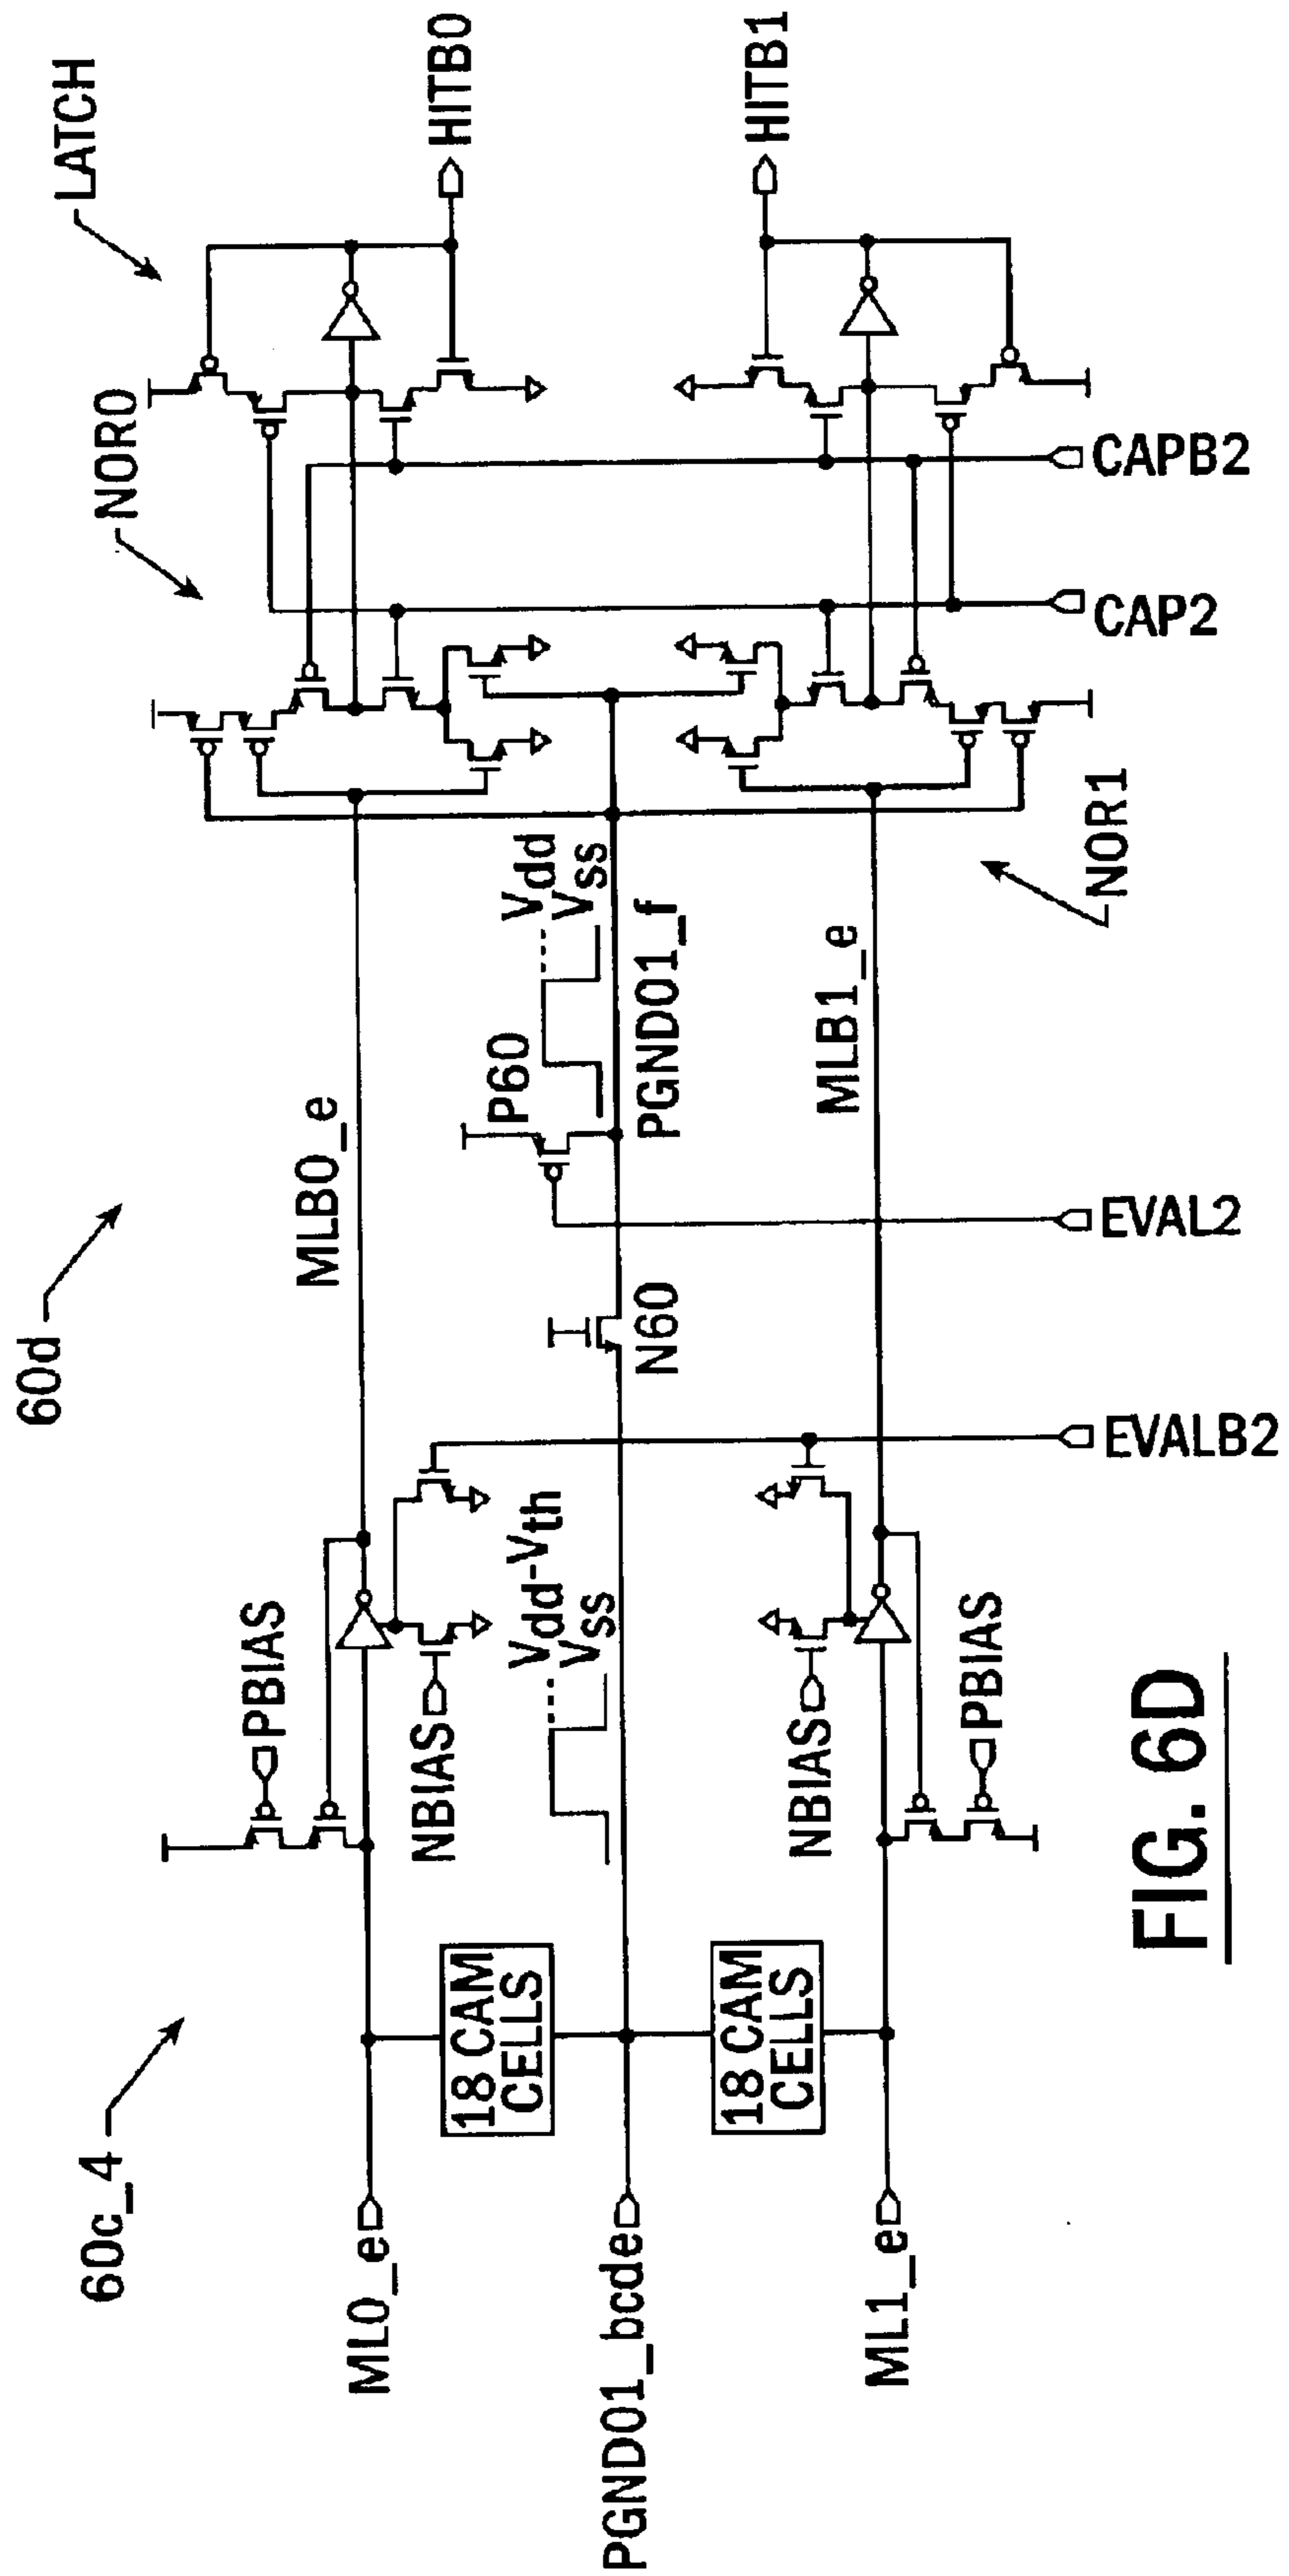 60c_4
60d
NOR0
LATCH
ML0_e
PBIAS
MLB0_e
HITB0
18 CAM
CELLS
NBIAS
Vdd-Vth
Vss
P60
Vdd
Vss
PGND01_bcde
N60
PGND01_f
18 CAM
CELLS
NBIAS
MLB1_e
HITB1
ML1_e
PBIAS
EVALB2
EVAL2
NOR1
CAP2
CAPB2
FIG. 6D